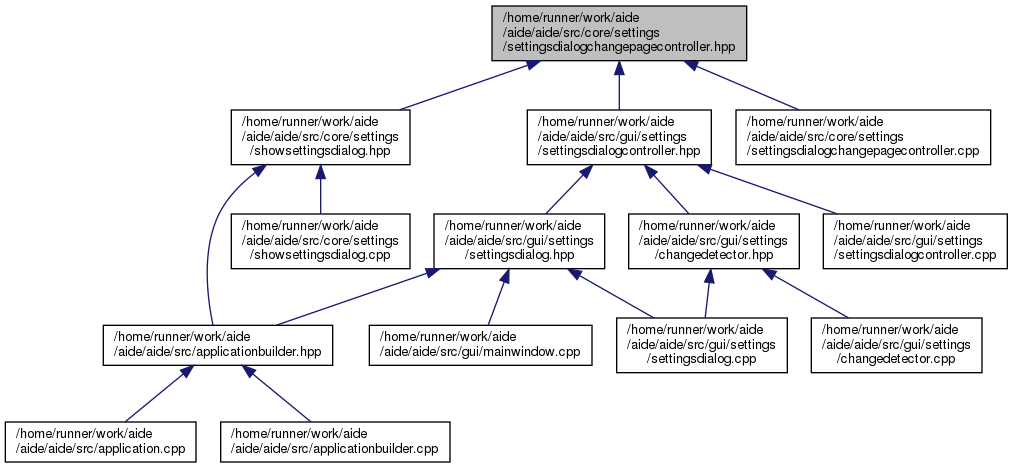 /home/runner/work/aide
/aide/aide/src/core/settings
/settingsdialogchangepagecontroller.hpp
/home/runner/work/aide
/aide/aide/src/core/settings
/showsettingsdialog.hpp
/home/runner/work/aide
/aide/aide/src/gui/settings
/settingsdialogcontroller.hpp
/home/runner/work/aide
/aide/aide/src/core/settings
/settingsdialogchangepagecontroller.cpp
/home/runner/work/aide
/aide/aide/src/core/settings
/showsettingsdialog.cpp
/home/runner/work/aide
/aide/aide/src/gui/settings
/settingsdialog.hpp
/home/runner/work/aide
/aide/aide/src/gui/settings
/changedetector.hpp
/home/runner/work/aide
/aide/aide/src/gui/settings
/settingsdialogcontroller.cpp
/home/runner/work/aide
/aide/aide/src/applicationbuilder.hpp
/home/runner/work/aide
/aide/aide/src/gui/mainwindow.cpp
/home/runner/work/aide
/aide/aide/src/gui/settings
/settingsdialog.cpp
/home/runner/work/aide
/aide/aide/src/gui/settings
/changedetector.cpp
/home/runner/work/aide
/aide/aide/src/application.cpp
/home/runner/work/aide
/aide/aide/src/applicationbuilder.cpp